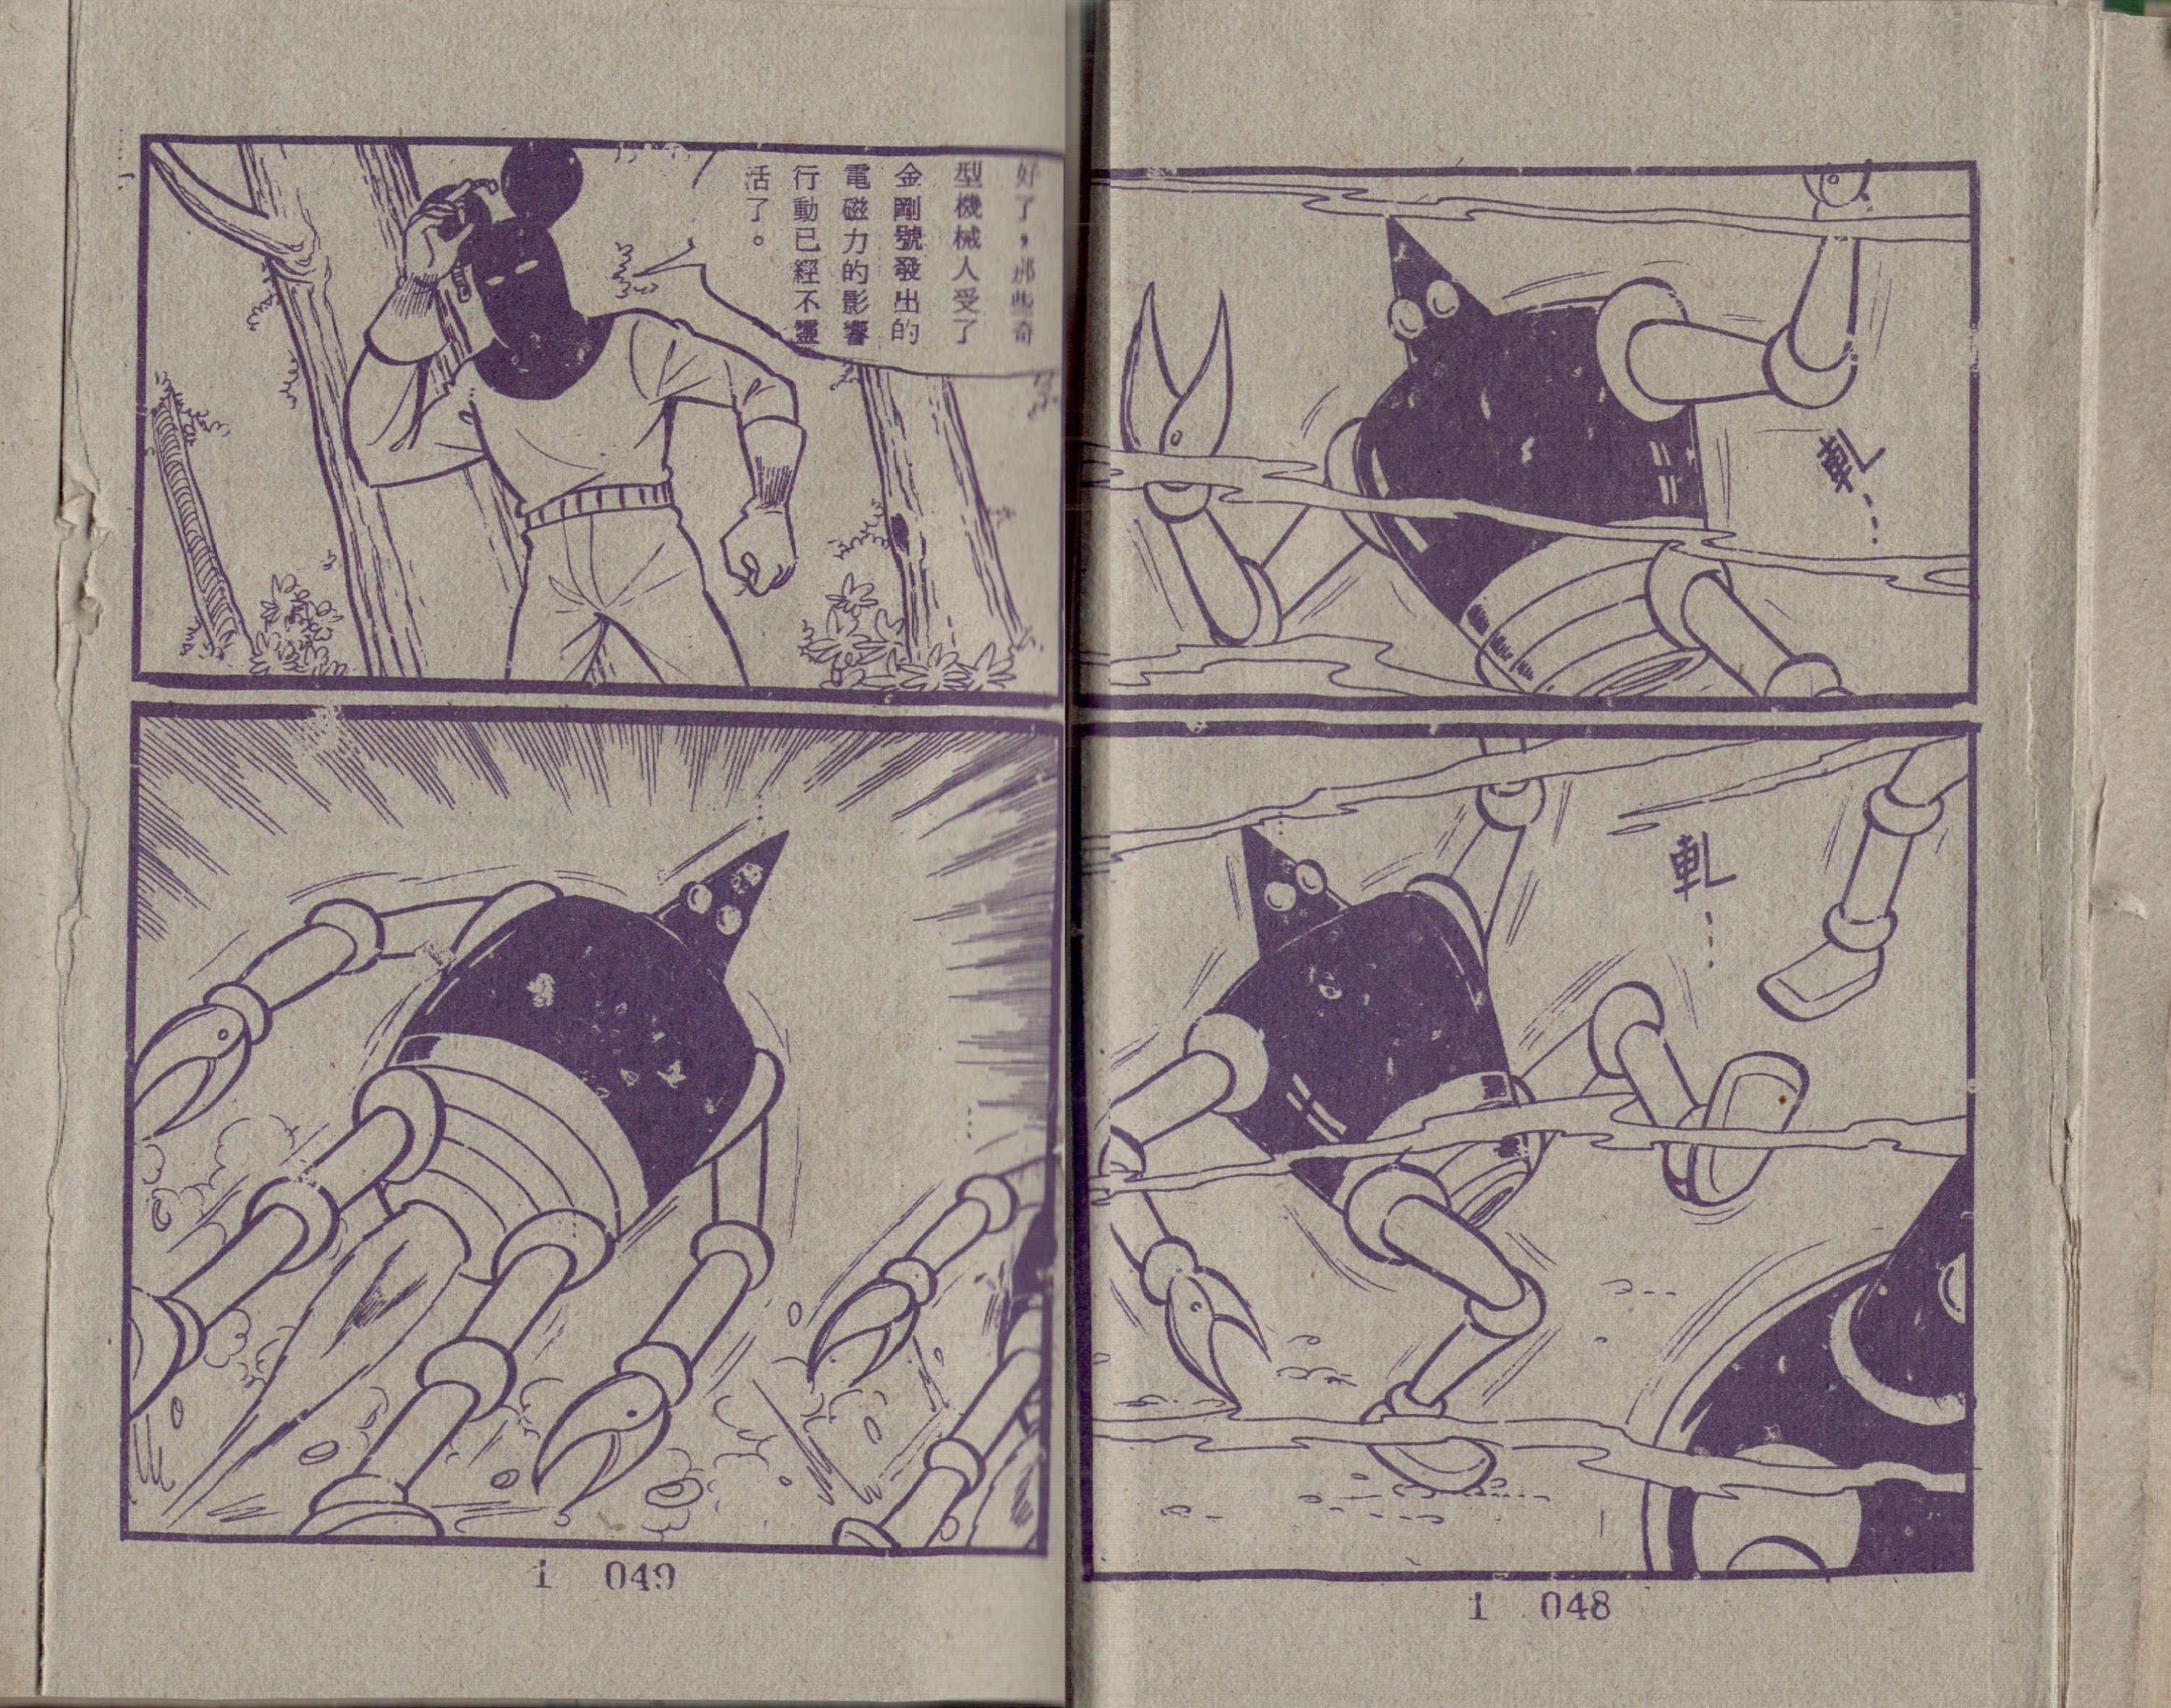 軋…
軋…
1 048
好了，那些奇
型機械人受了
金剛號發出的
電磁力的影響
行動已經不靈
活了。
1 049